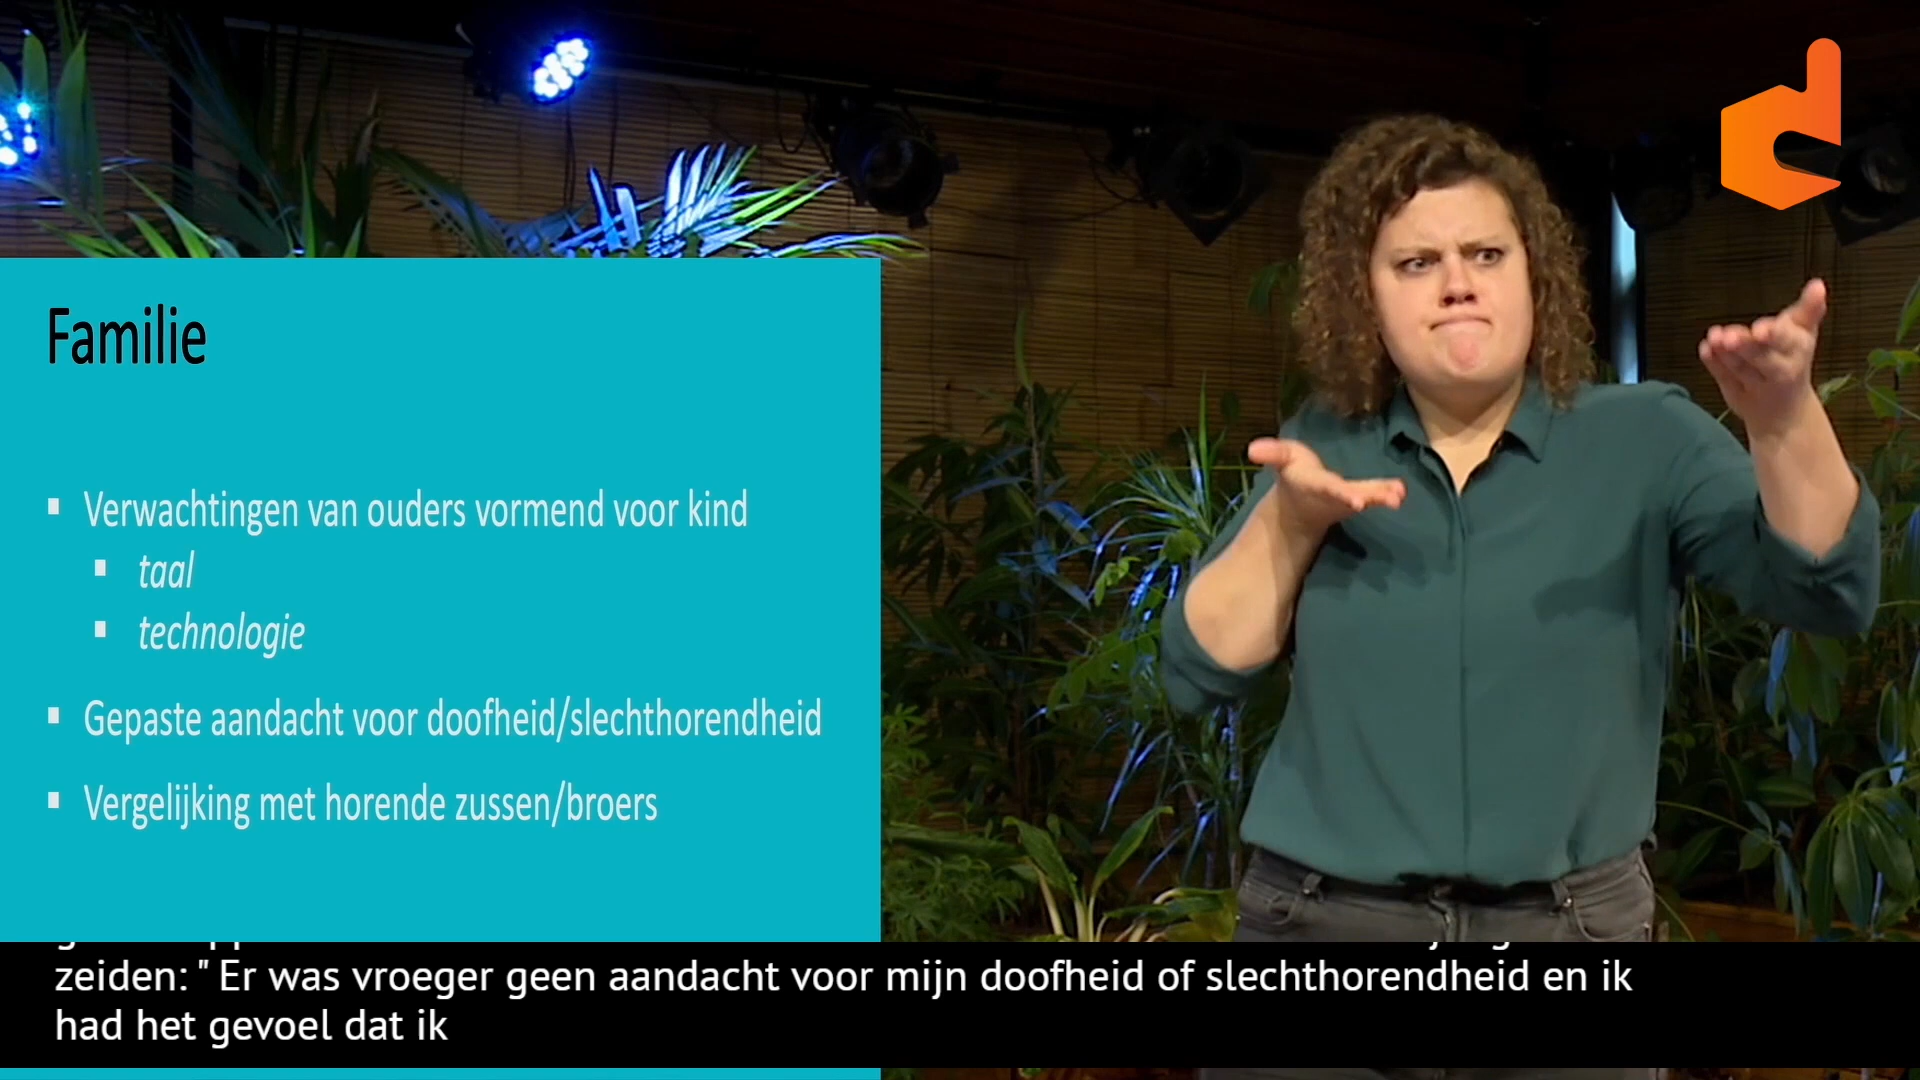 Familie
Verwachtingen van ouders vormend voor kind
taal
technologie
Gepaste aandacht voor doofheid/slechthorendheid
Vergelijking met horende zussen/broers
zeiden: " Er was vroeger geen aandacht voor mijn doofheid of slechthorendheid en ik
had het gevoel dat ik